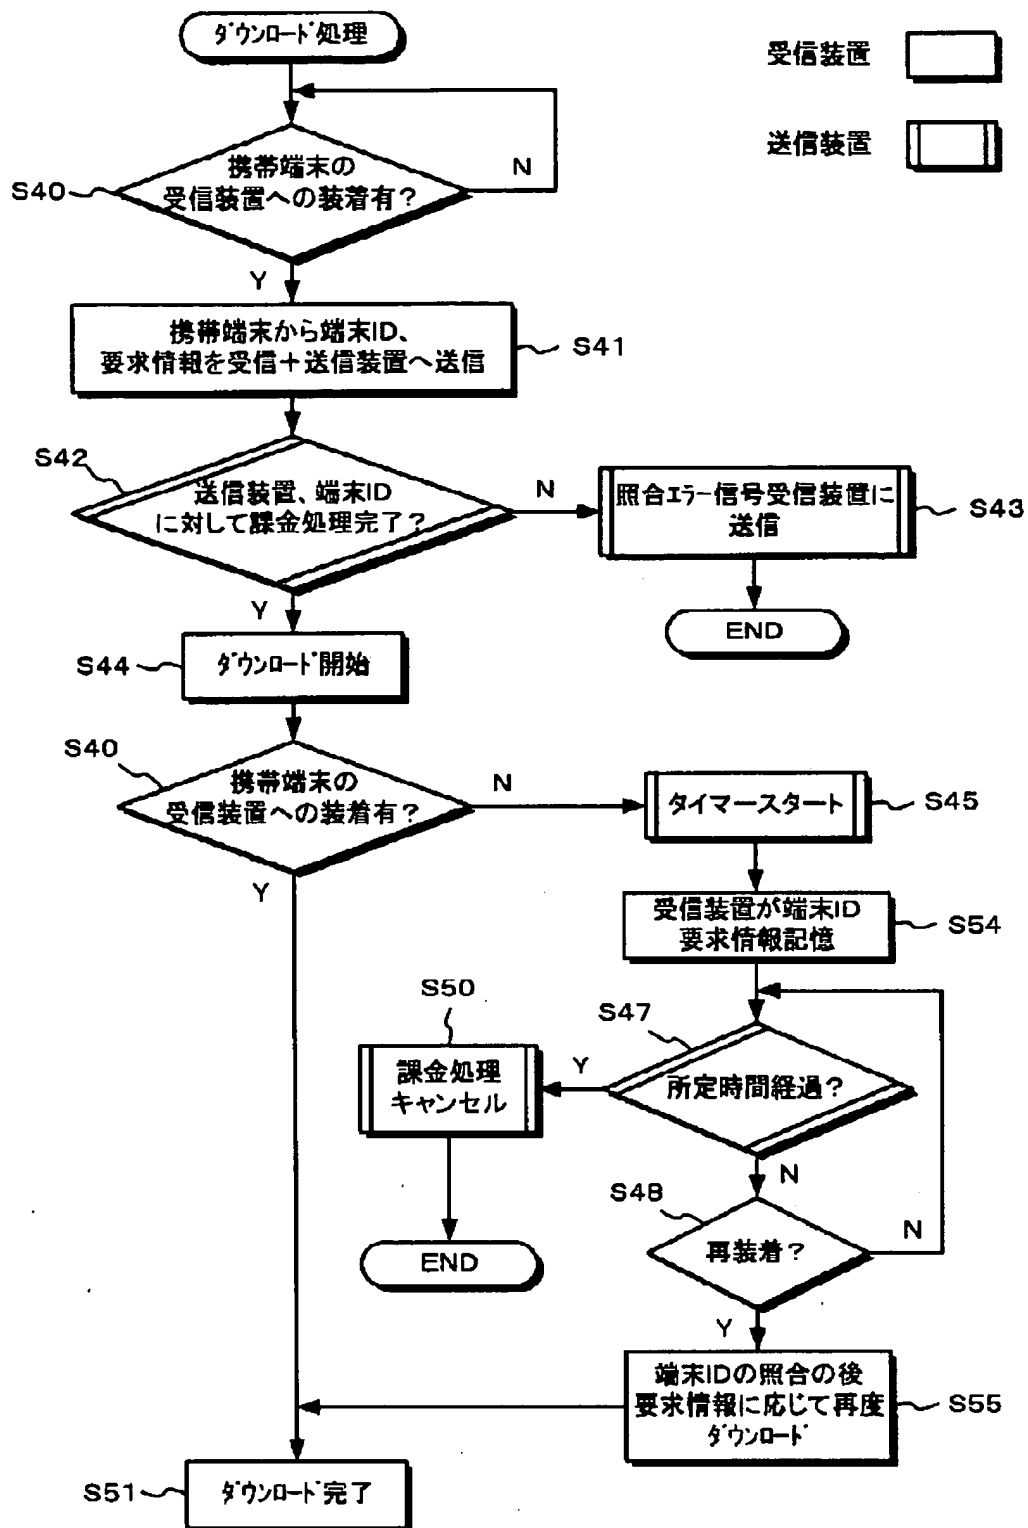 ダウンロード処理
受信装置
送信装置
S40
携帯端末の
受信装置への装着有？
N
Y
携帯端末から端末ID、
要求情報を受信＋送信装置へ送信
S41
S42
送信装置、端末ID
に対して課金処理完了？
N
照合エラー信号受信装置に
送信
S43
Y
END
S44
ダウンロード開始
S40
携帯端末の
受信装置への装着有？
N
タイマースタート
S45
Y
受信装置が端末ID
要求情報記憶
S54
S50
S47
課金処理
キャンセル
Y
所定時間経過？
N
S48
END
再装着？
N
Y
端末IDの照合の後
要求情報に応じて再度
ダウンロード
S55
S51
ダウンロード完了